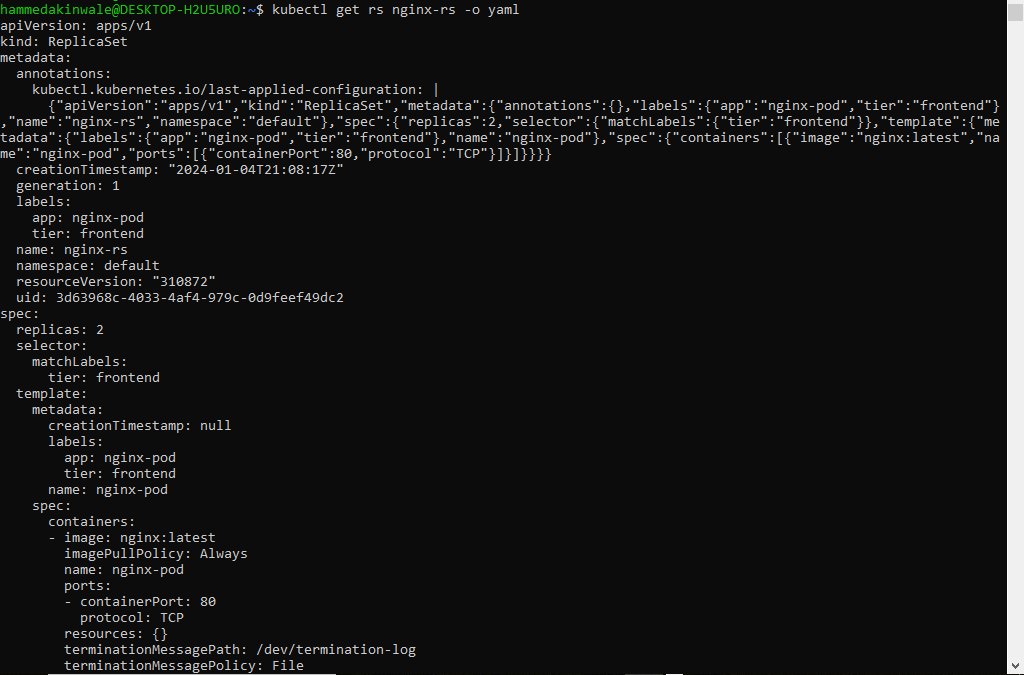 hammedakinwale@DESKTOP-H2U5URO:~$ kubectl get rs nginx-rs -o yaml
apiVersion: apps/v1
kind: ReplicaSet
metadata:
  annotations:
    kubectl.kubernetes.io/last-applied-configuration: |
      {"apiVersion":"apps/v1","kind":"ReplicaSet","metadata":{"annotations":{},"labels":{"app":"nginx-pod","tier":"frontend"}
,"name":"nginx-rs","namespace":"default"},"spec":{"replicas":2,"selector":{"matchLabels":{"tier":"frontend"}},"template":{"me
tadata":{"labels":{"app":"nginx-pod","tier":"frontend"},"name":"nginx-pod"},"spec":{"containers":[{"image":"nginx:latest","na
me":"nginx-pod","ports":[{"containerPort":80,"protocol":"TCP"}]}]}}}}
  creationTimestamp: "2024-01-04T21:08:17Z"
  generation: 1
  labels:
    app: nginx-pod
    tier: frontend
  name: nginx-rs
  namespace: default
  resourceVersion: "310872"
  uid: 3d63968c-4033-4af4-979c-0d9feef49dc2
spec:
  replicas: 2
  selector:
    matchLabels:
      tier: frontend
  template:
    metadata:
      creationTimestamp: null
      labels:
        app: nginx-pod
        tier: frontend
      name: nginx-pod
    spec:
      containers:
      - image: nginx:latest
        imagePullPolicy: Always
        name: nginx-pod
        ports:
        - containerPort: 80
          protocol: TCP
        resources: {}
        terminationMessagePath: /dev/termination-log
        terminationMessagePolicy: File